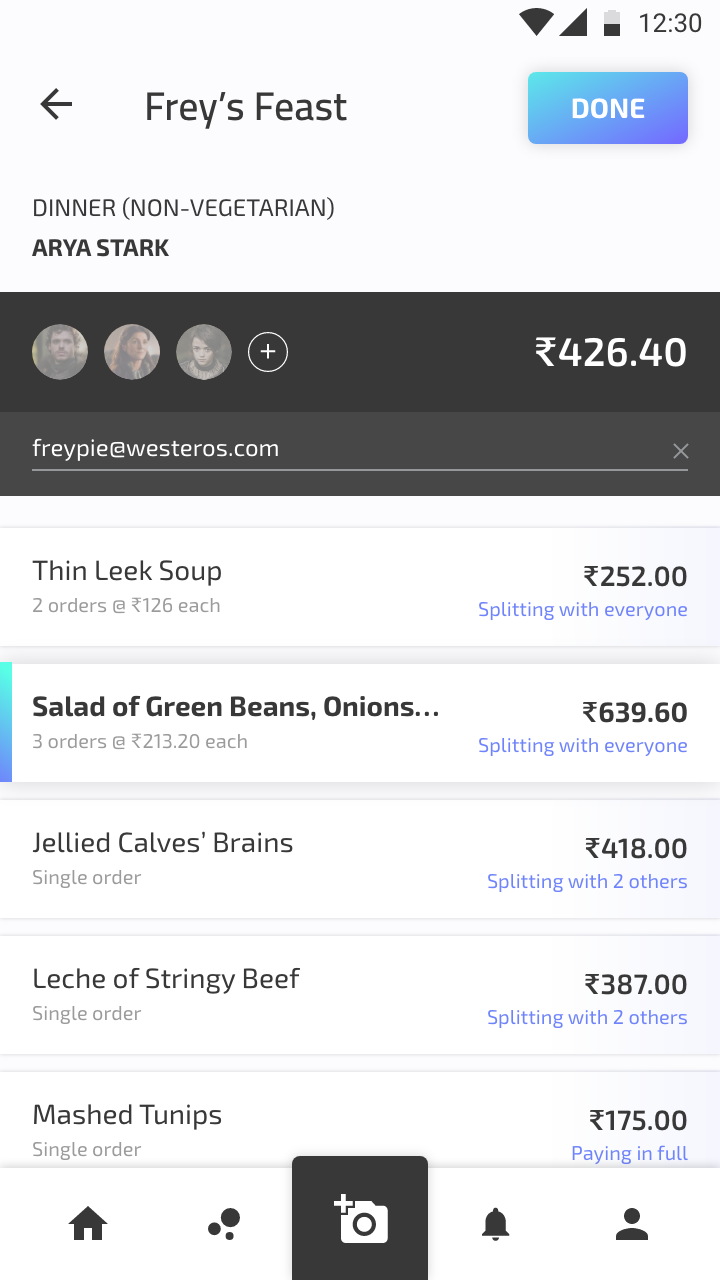 12:30
Frey’s Feast
DONE
DINNER (NON-VEGETARIAN)
ARYA STARK
₹426.40
freypie@westeros.com
Thin Leek Soup
₹252.00
2 orders @ ₹126 each
Splitting with everyone
Salad of Green Beans, Onions...
₹639.60
3 orders @ ₹213.20 each
Splitting with everyone
Jellied Calves’ Brains
₹418.00
Single order
Splitting with 2 others
Leche of Stringy Beef
₹387.00
Single order
Splitting with 2 others
Mashed Tunips
₹175.00
Single order
Paying in full